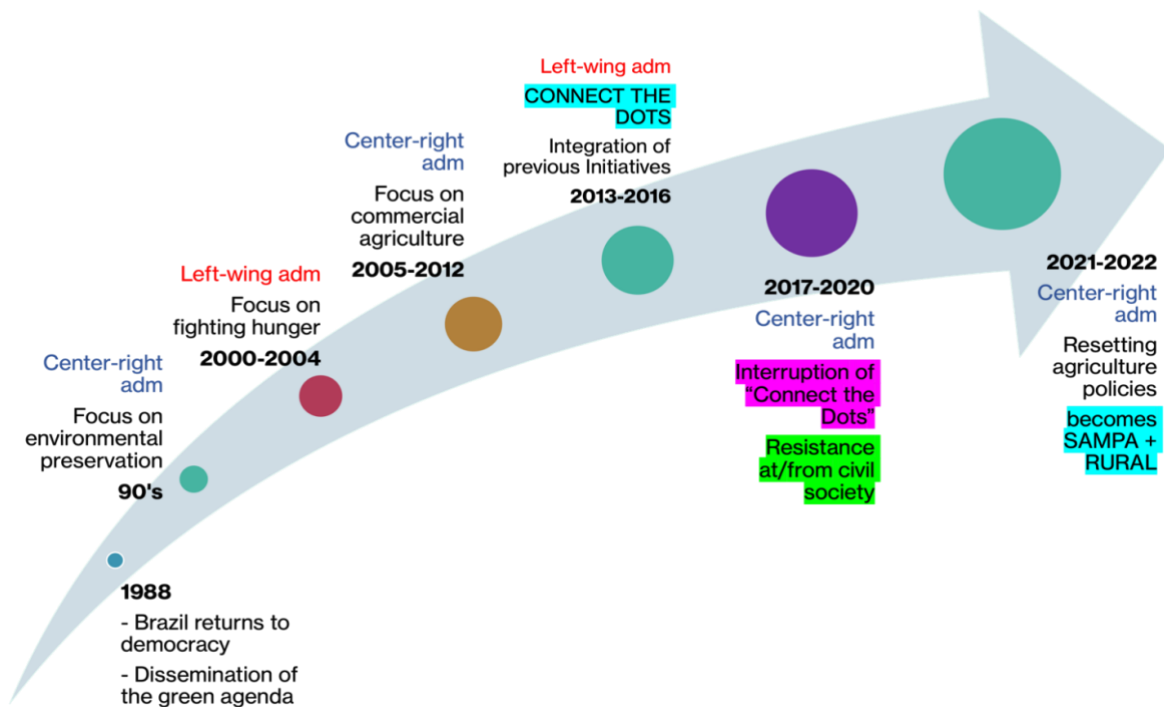 1988
- Brazil returns to
democracy
- Dissemination of
the green agenda
Center-right
adm
Focus on
environmental
preservation
90's
Left-wing adm
Focus on
fighting hunger
2000-2004
Center-right
adm
Focus on
commercial
agriculture
2005-2012
Left-wing adm
CONNECT THE
DOTS
Integration of
previous Initiatives
2013-2016
2017-2020
Center-right
adm
Interruption of
“Connect the
Dots”
Resistance
at/from civil
society
2021-2022
Center-right
adm
Resetting
agriculture
policies
becomes
SAMPA +
RURAL